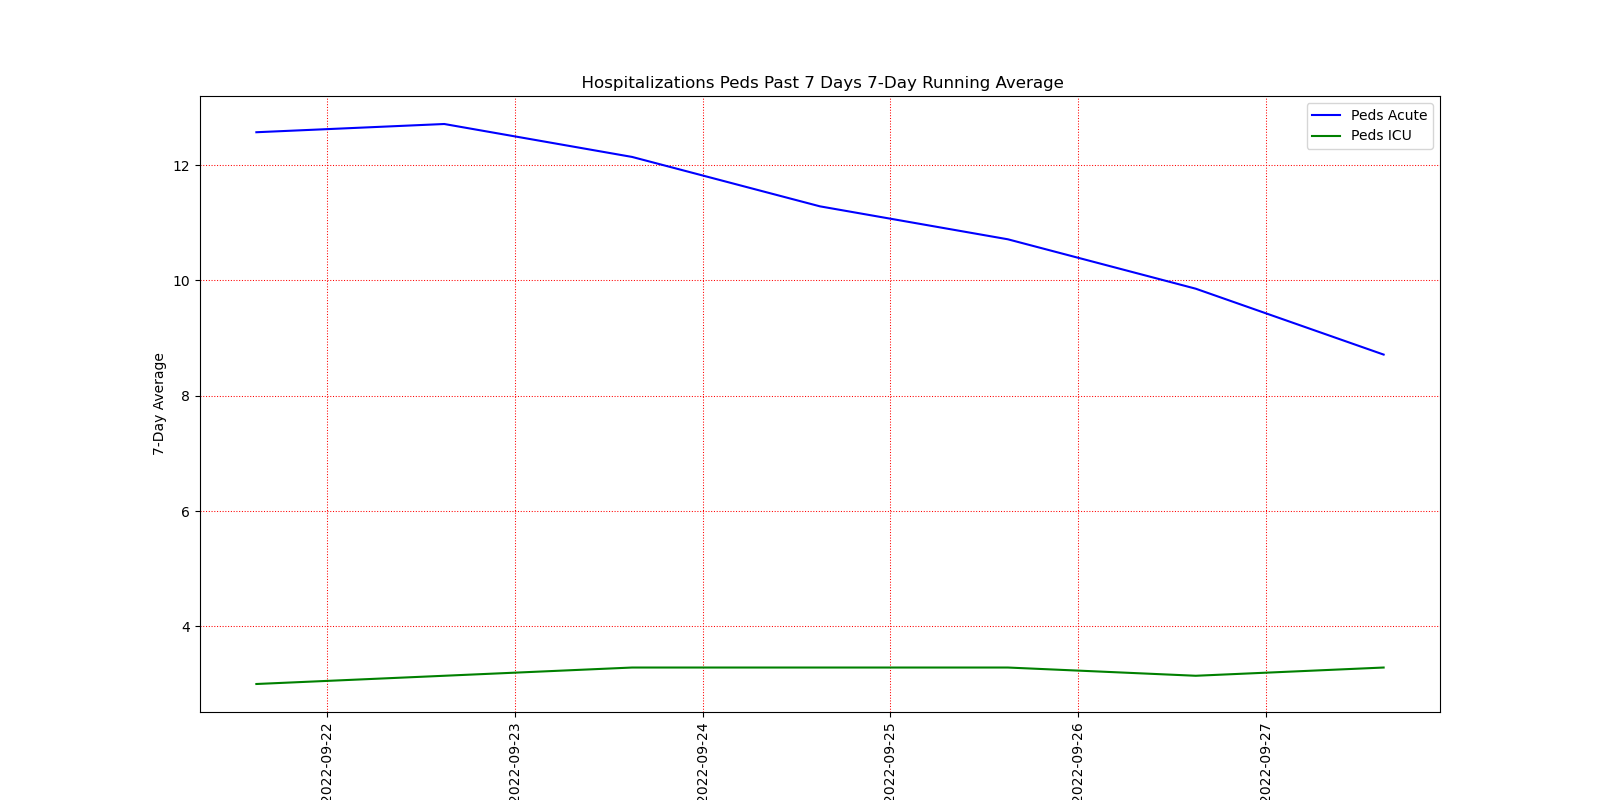 Hospitalizations Peds Past 7 Days 7-Day Running Average
Peds Acute
Peds ICU
12
10
8
6
4
7-Day Average
2022-09-22
2022-09-23
2022-09-24
2022-09-25
2022-09-26
2022-09-27